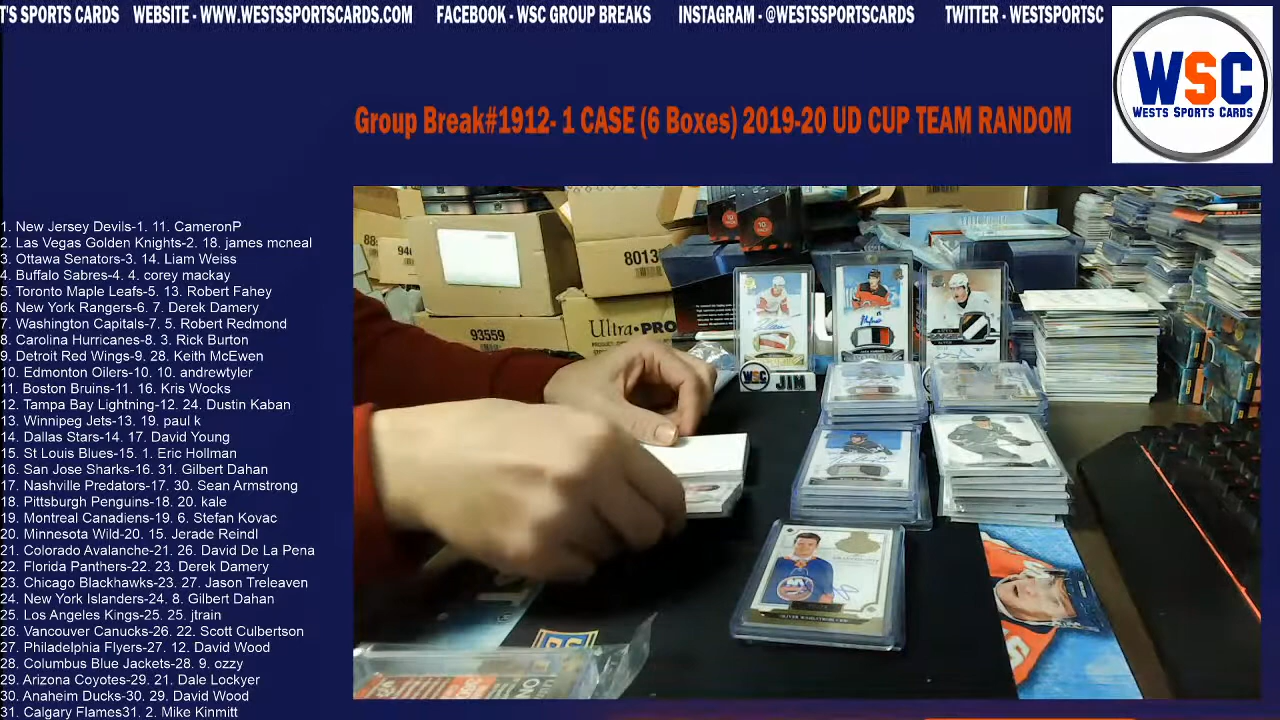 T'S SPORTS CARDS WEBSITE - WWW.WESTSSPORTSCARDS.COM FACEBOOK - WSC GROUP BREAKS INSTAGRAM - @WESTSSPORTSCARDS TWITTER - WESTSPORTSC
WSC
WESTS SPORTS CARDS
Group Break#1912- 1 CASE (6 Boxes) 2019-20 UD CUP TEAM RANDOM
1. New Jersey Devils-1. 11. CameronP
2. Las Vegas Golden Knights-2. 18. james mcneal
3. Ottawa Senators-3. 14. Liam Weiss
4. Buffalo Sabres-4. 4. corey mackay
5. Toronto Maple Leafs-5. 13. Robert Fahey
6. New York Rangers-6. 7. Derek Damery
7. Washington Capitals-7. 5. Robert Redmond
8. Carolina Hurricanes-8. 3. Rick Burton
9. Detroit Red Wings-9. 28. Keith McEwen
10. Edmonton Oilers-10. 10. andrewtyler
11. Boston Bruins-11. 16. Kris Wocks
12. Tampa Bay Lightning-12. 24. Dustin Kaban
13. Winnipeg Jets-13. 19. paul k
14. Dallas Stars-14. 17. David Young
15. St Louis Blues-15. 1. Eric Hollman
16. San Jose Sharks-16. 31. Gilbert Dahan
17. Nashville Predators-17. 30. Sean Armstrong
18. Pittsburgh Penguins-18. 20. kale
19. Montreal Canadiens-19. 6. Stefan Kovac
20. Minnesota Wild-20. 15. Jerade Reindl
21. Colorado Avalanche-21. 26. David De La Pena
22. Florida Panthers-22. 23. Derek Damery
23. Chicago Blackhawks-23. 27. Jason Treleaven
24. New York Islanders-24. 8. Gilbert Dahan
25. Los Angeles Kings-25. 25. jtrain
26. Vancouver Canucks-26. 22. Scott Culbertson
27. Philadelphia Flyers-27. 12. David Wood
28. Columbus Blue Jackets-28. 9. ozzy
29. Arizona Coyotes-29. 21. Dale Lockyer
30. Anaheim Ducks-30. 29. David Wood
31. Calgary Flames31. 2. Mike Kinmitt
8013
93559
Ultra·PRO
WSC JIM